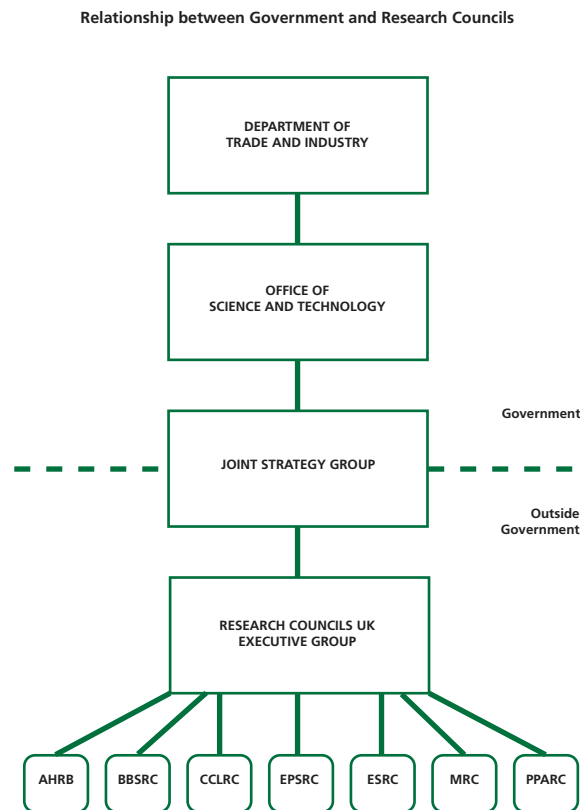 Relationship between Government and Research Councils
DEPARTMENT OF
TRADE AND INDUSTRY
OFFICE OF
SCIENCE AND TECHNOLOGY
Government
JOINT STRATEGY GROUP
Outside
Government
RESEARCH COUNCILS UK
EXECUTIVE GROUP
AHRB
BBSRC
CCLRC
EPSRC
ESRC
MRC
PPARC